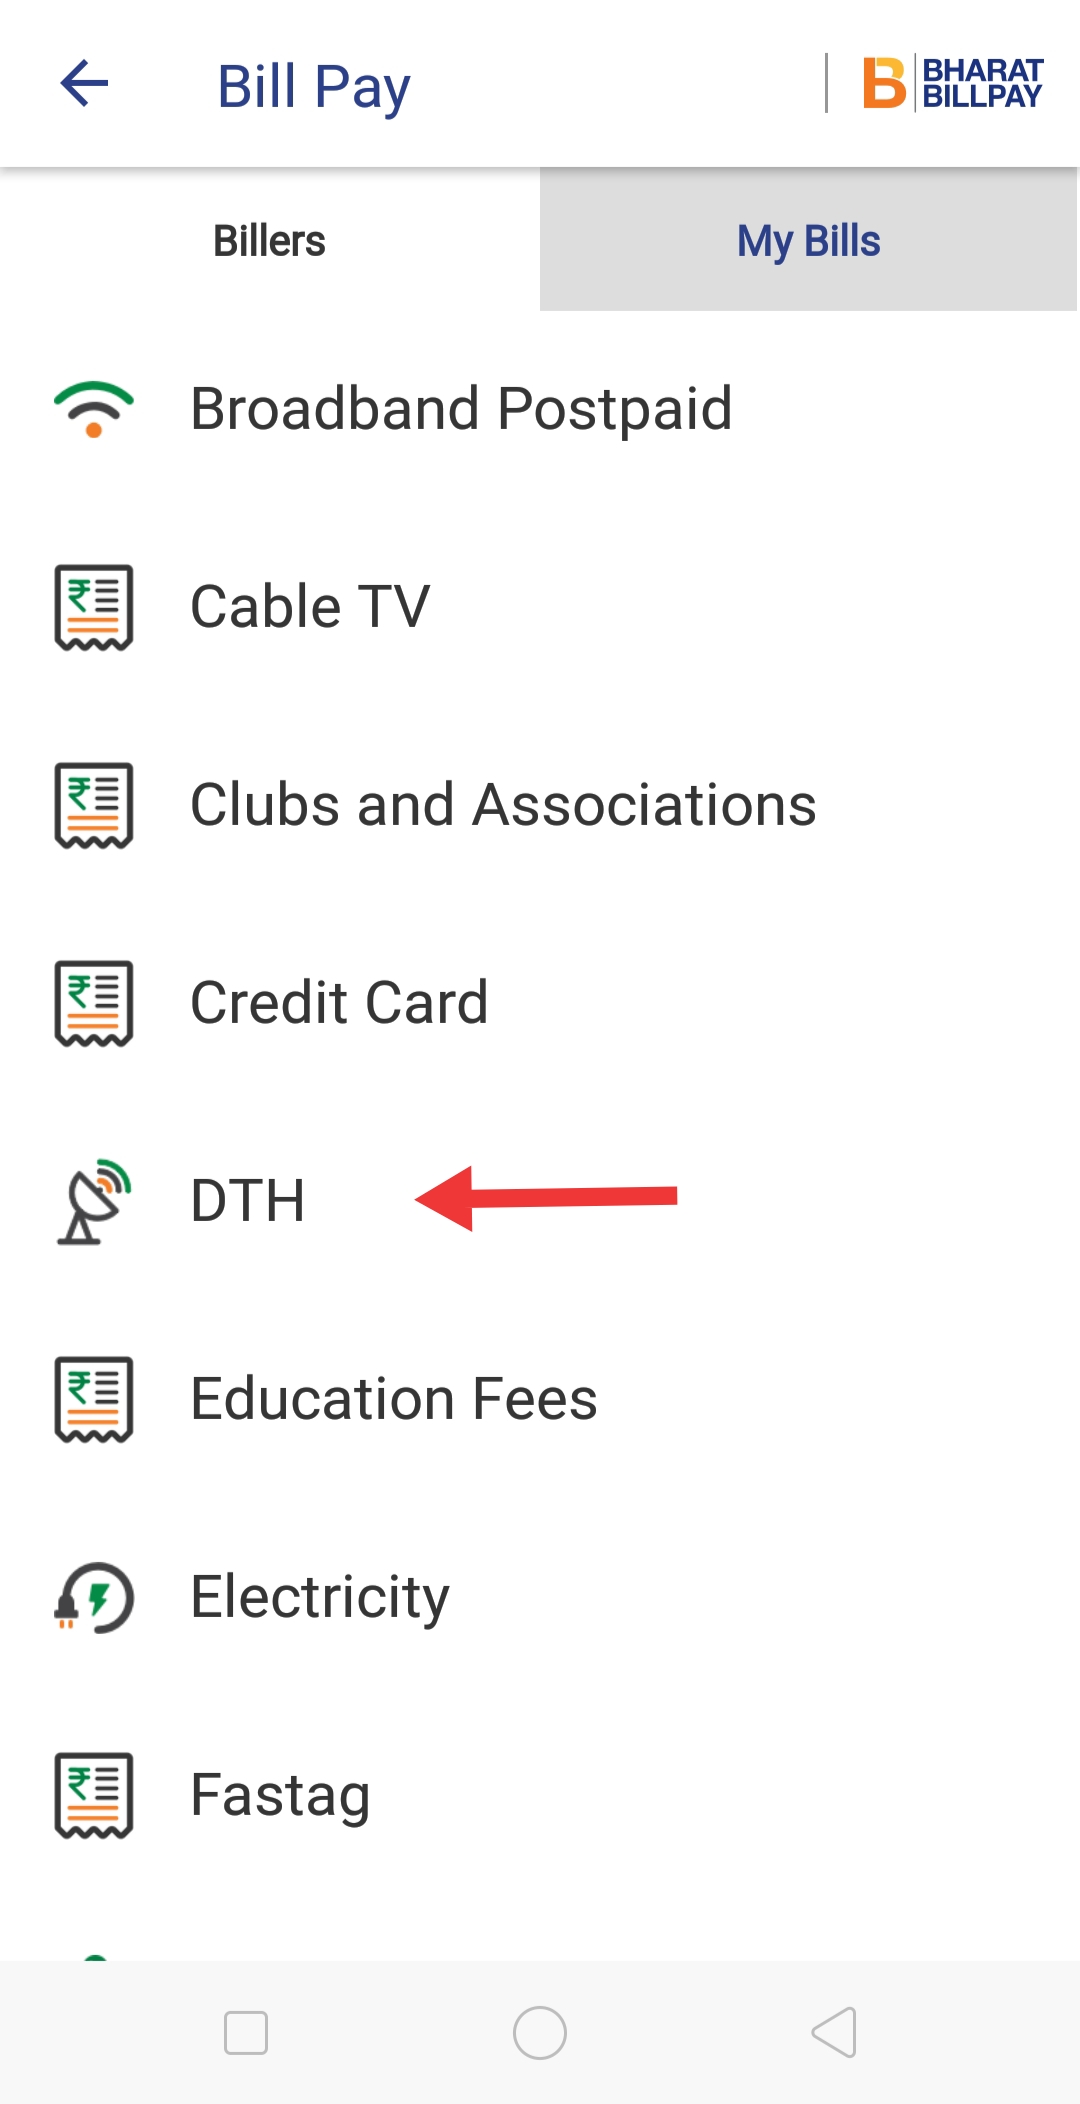 Bill Pay
BHARAT
BILLPAY
Billers
My Bills
Broadband Postpaid
Cable TV
Clubs and Associations
Credit Card
DTH
Education Fees
Electricity
Fastag